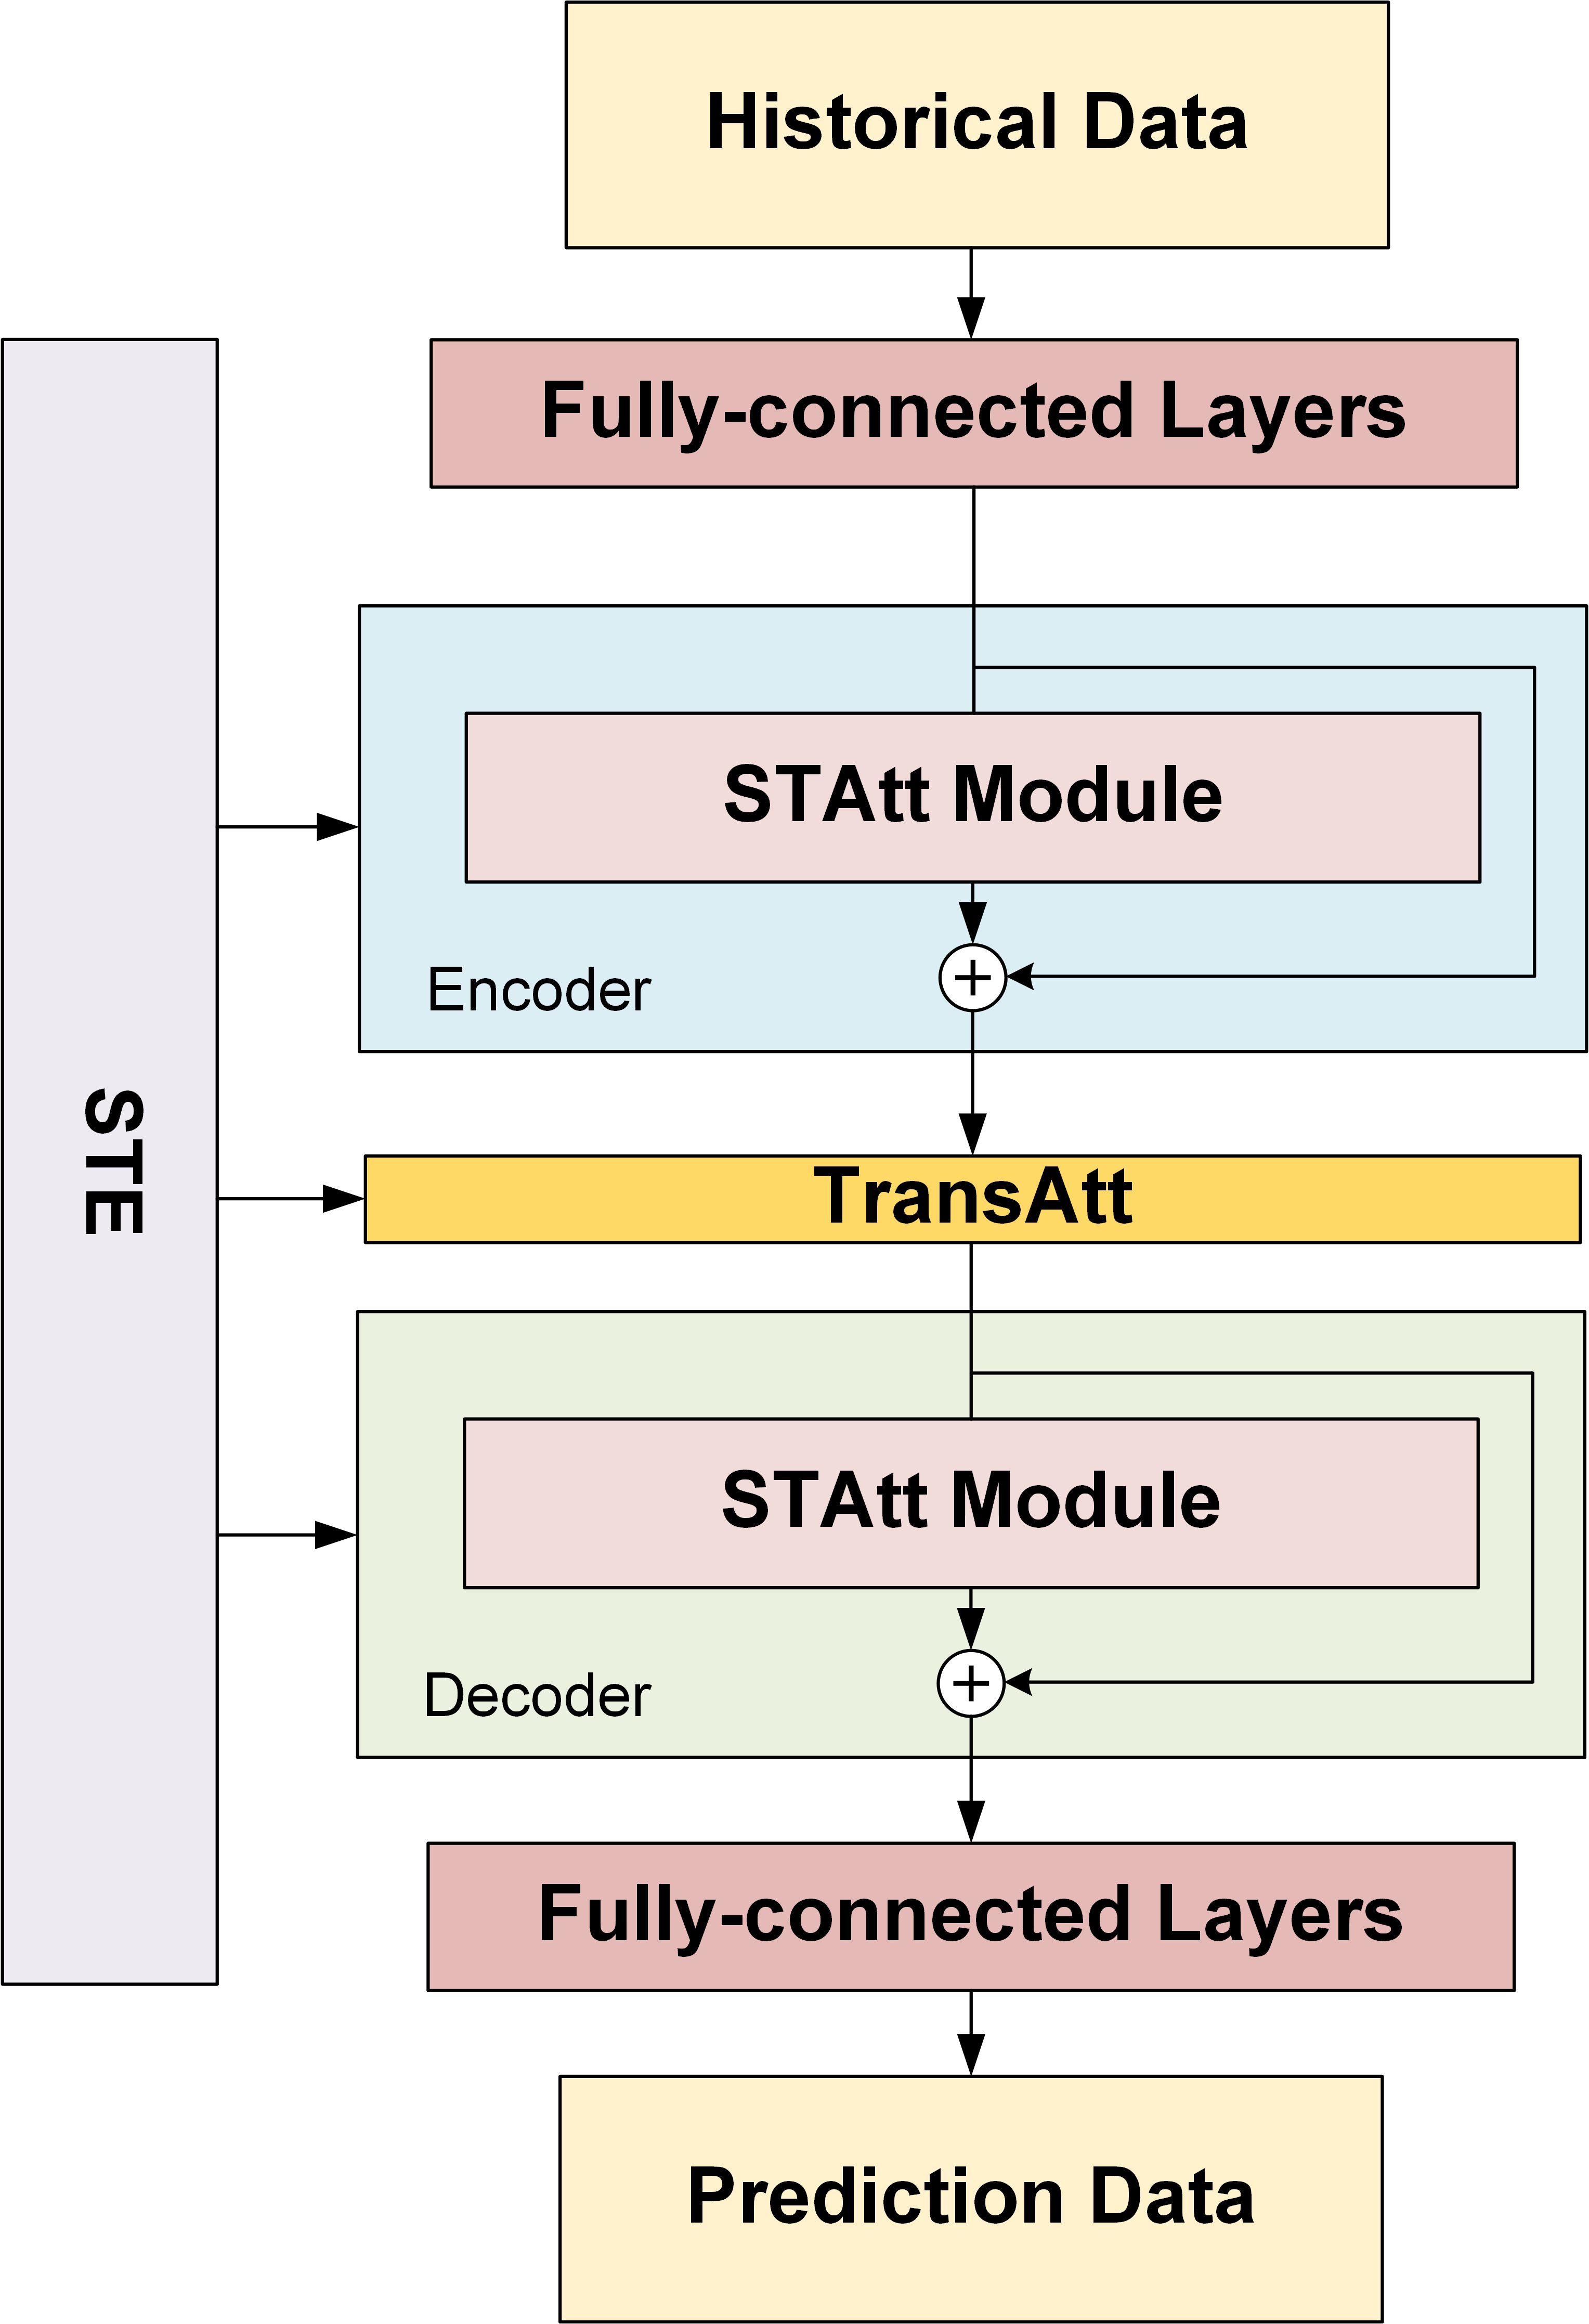 Historical Data
Fully-connected Layers
STAtt Module
Encoder
STE
TransAtt
STAtt Module
Decoder
Fully-connected Layers
Prediction Data